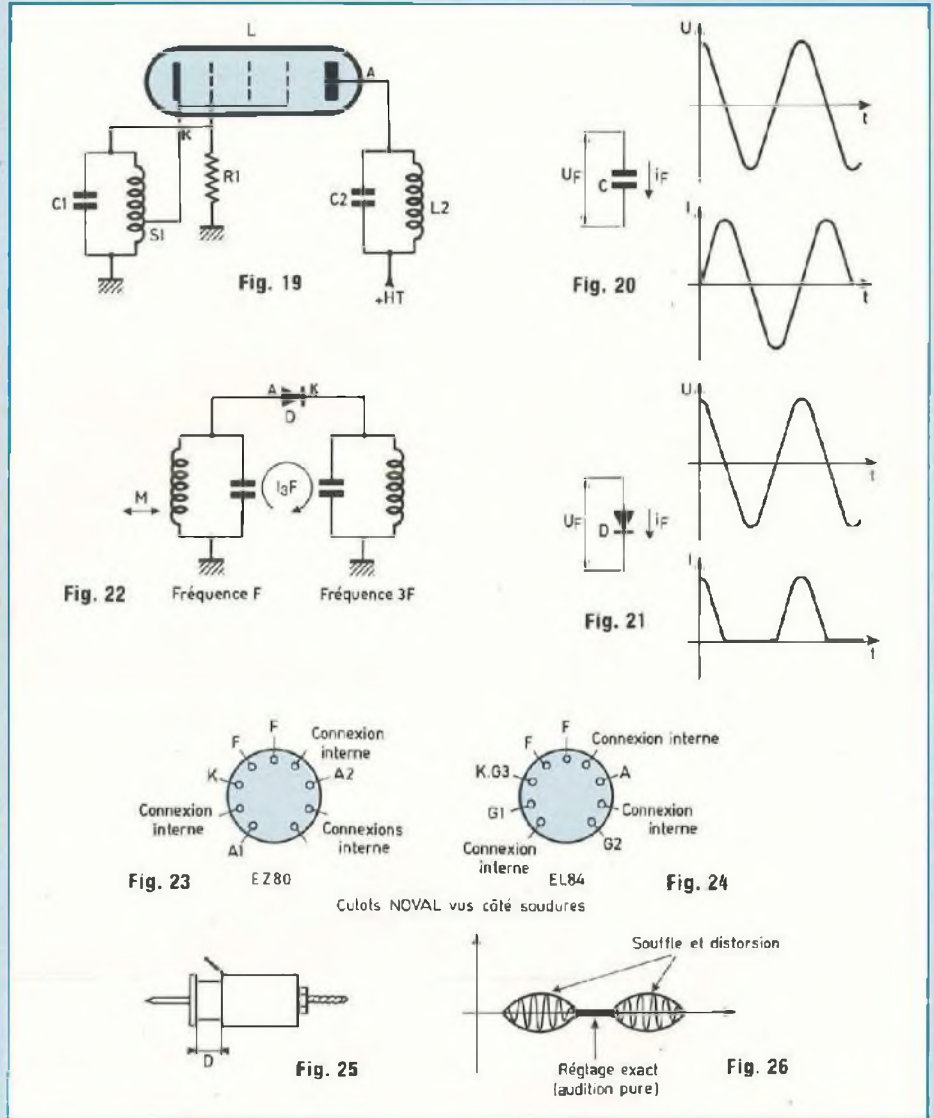 L
A
K
C1
S1
R1
C2
L2
+HT
Fig. 19
U
t
UF
C
iF
I
t
Fig. 20
A K
D
M
I3F
Fig. 22
Fréquence F
Fréquence 3F
U
t
UF
D
iF
I
t
Fig. 21
F
F
Connexion
interne
K
A2
Connexion
interne
Connexions
internes
A1
Fig. 23
EZ80
F
F
Connexion interne
K.G3
A
G1
Connexion
interne
Connexion
interne
G2
EL84
Fig. 24
Culots NOVAL vus côté soudures
D
Fig. 25
Souffle et distorsion
Réglage exact
(audition pure)
Fig. 26